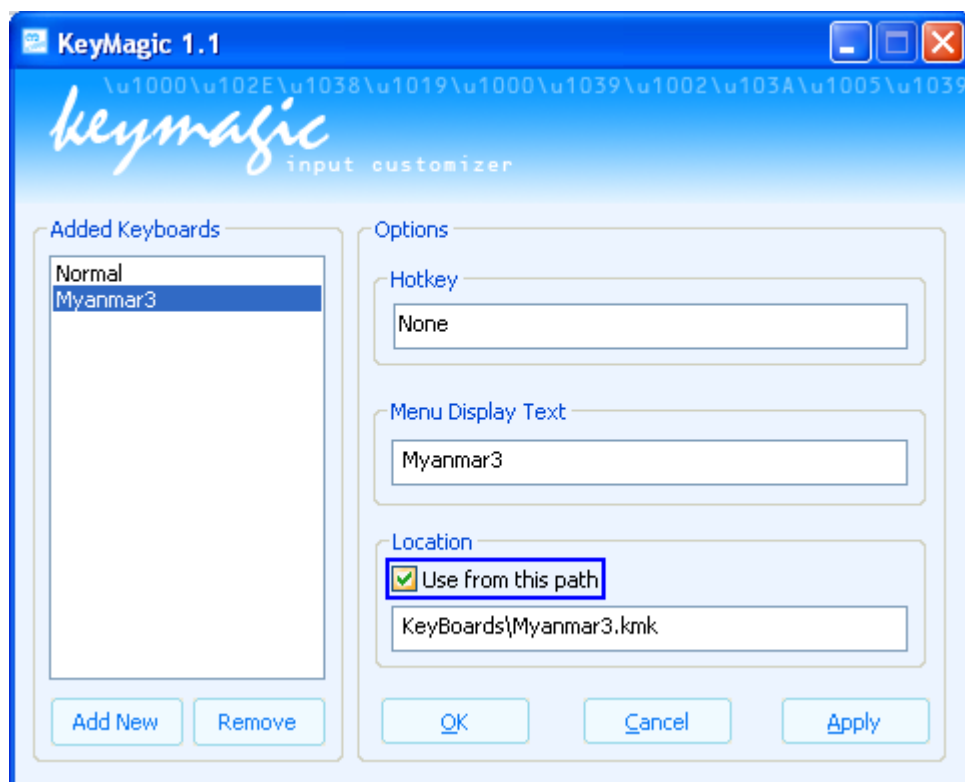 KeyMagic 1.1
\u1000\u102E\u1038\u1019\u1000\u1039\u1002\u103A\u1005\u1039
keymagic
input customizer
Added Keyboards
Normal
Myanmar3
Add New
Remove
Options
Hotkey
None
Menu Display Text
Myanmar3
Location
Use from this path
KeyBoards\Myanmar3.kmk
OK
Cancel
Apply